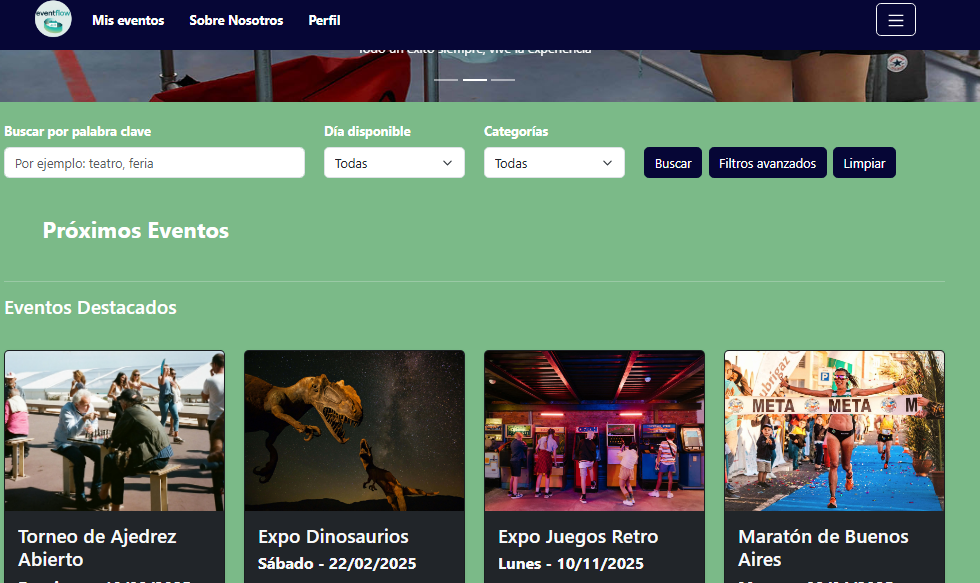 eventflow
Mis eventos
Sobre Nosotros
Perfil
Todo un éxito siempre, vive la experiencia
Buscar por palabra clave
Día disponible
Categorías
Por ejemplo: teatro, feria
Todas
Todas
Buscar
Filtros avanzados
Limpiar
Próximos Eventos
Eventos Destacados
META
META
M
P
Torneo de Ajedrez
Abierto
Expo Dinosaurios
Sábado - 22/02/2025
Expo Juegos Retro
Lunes - 10/11/2025
Maratón de Buenos
Aires